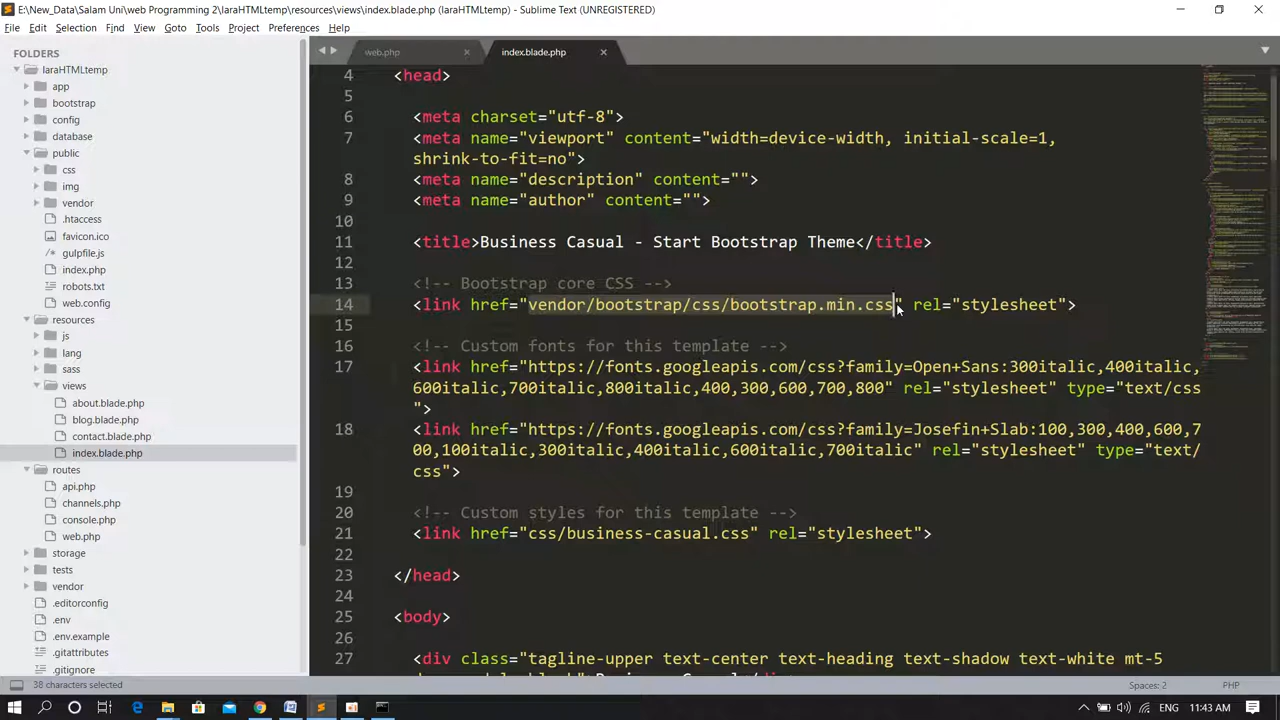 E:\New_Data\Salam Uni\web Programming 2\laraHTMLtemp\resources\views\index.blade.php (laraHTMLtemp) - Sublime Text (UNREGISTERED)
File Edit Selection Find View Goto Tools Project Preferences Help
FOLDERS
laraHTMLtemp
app
bootstrap
config
database
public
css
img
vendor
.htaccess
favicon.ico
gulpfile.js
index.php
robots.txt
web.config
resources
js
lang
sass
views
about.blade.php
blog.blade.php
contact.blade.php
index.blade.php
routes
api.php
channels.php
console.php
web.php
storage
tests
vendor
.editorconfig
.env
.env.example
.gitattributes
.gitignore
web.php index.blade.php
4 <head>
5
6 <meta charset="utf-8">
7 <meta name="viewport" content="width=device-width, initial-scale=1,
shrink-to-fit=no">
8 <meta name="description" content="">
9 <meta name="author" content="">
10
11 <title>Business Casual - Start Bootstrap Theme</title>
12
13 <!-- Bootstrap core CSS -->
14 <link href="vendor/bootstrap/css/bootstrap.min.css" rel="stylesheet">
15
16 <!-- Custom fonts for this template -->
17 <link href="https://fonts.googleapis.com/css?family=Open+Sans:300italic,400italic,
600italic,700italic,800italic,400,300,600,700,800" rel="stylesheet" type="text/css
">
18 <link href="https://fonts.googleapis.com/css?family=Josefin+Slab:100,300,400,600,7
00,100italic,300italic,400italic,600italic,700italic" rel="stylesheet" type="text/
css">
19
20 <!-- Custom styles for this template -->
21 <link href="css/business-casual.css" rel="stylesheet">
22
23 </head>
24
25 <body>
26
27 <div class="tagline-upper text-center text-heading text-shadow text-white mt-5
38 characters selected
Spaces: 2 PHP
ENG 11:43 AM